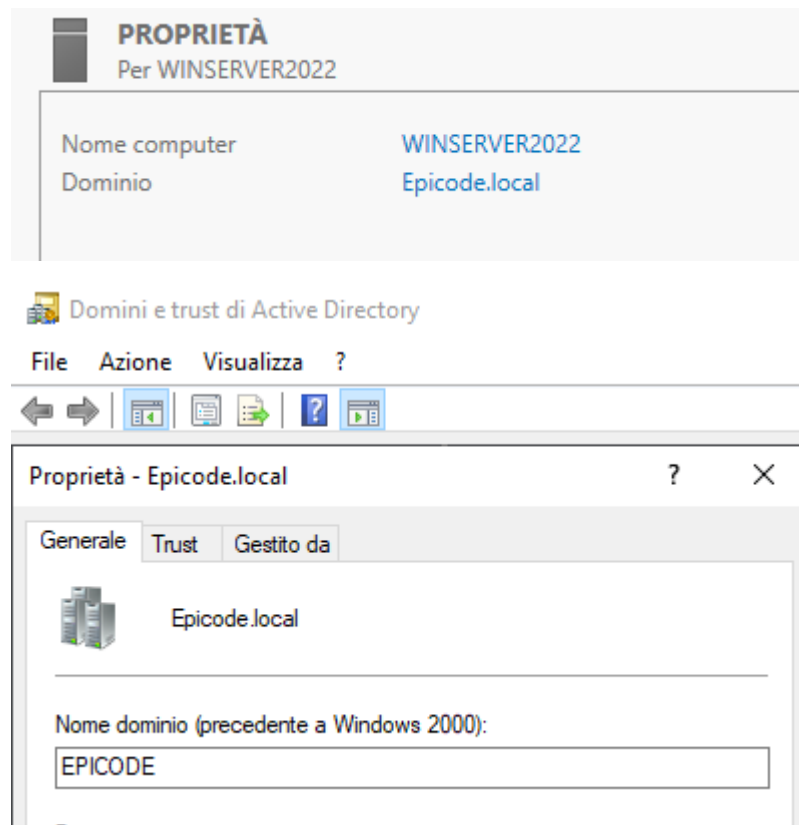 PROPRIETÀ
Per WINSERVER2022
Nome computer WINSERVER2022
Dominio Epicode.local
Domini e trust di Active Directory
File Azione Visualizza ?
Proprietà - Epicode.local ? ×
Generale Trust Gestito da
Epicode.local
Nome dominio (precedente a Windows 2000):
EPICODE